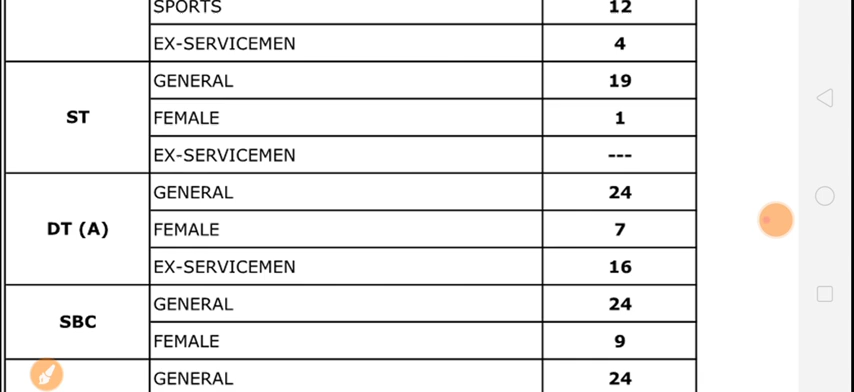 SPORTS 12
EX-SERVICEMEN 4
ST
GENERAL 19
FEMALE 1
EX-SERVICEMEN ---
DT (A)
GENERAL 24
FEMALE 7
EX-SERVICEMEN 16
SBC
GENERAL 24
FEMALE 9
GENERAL 24